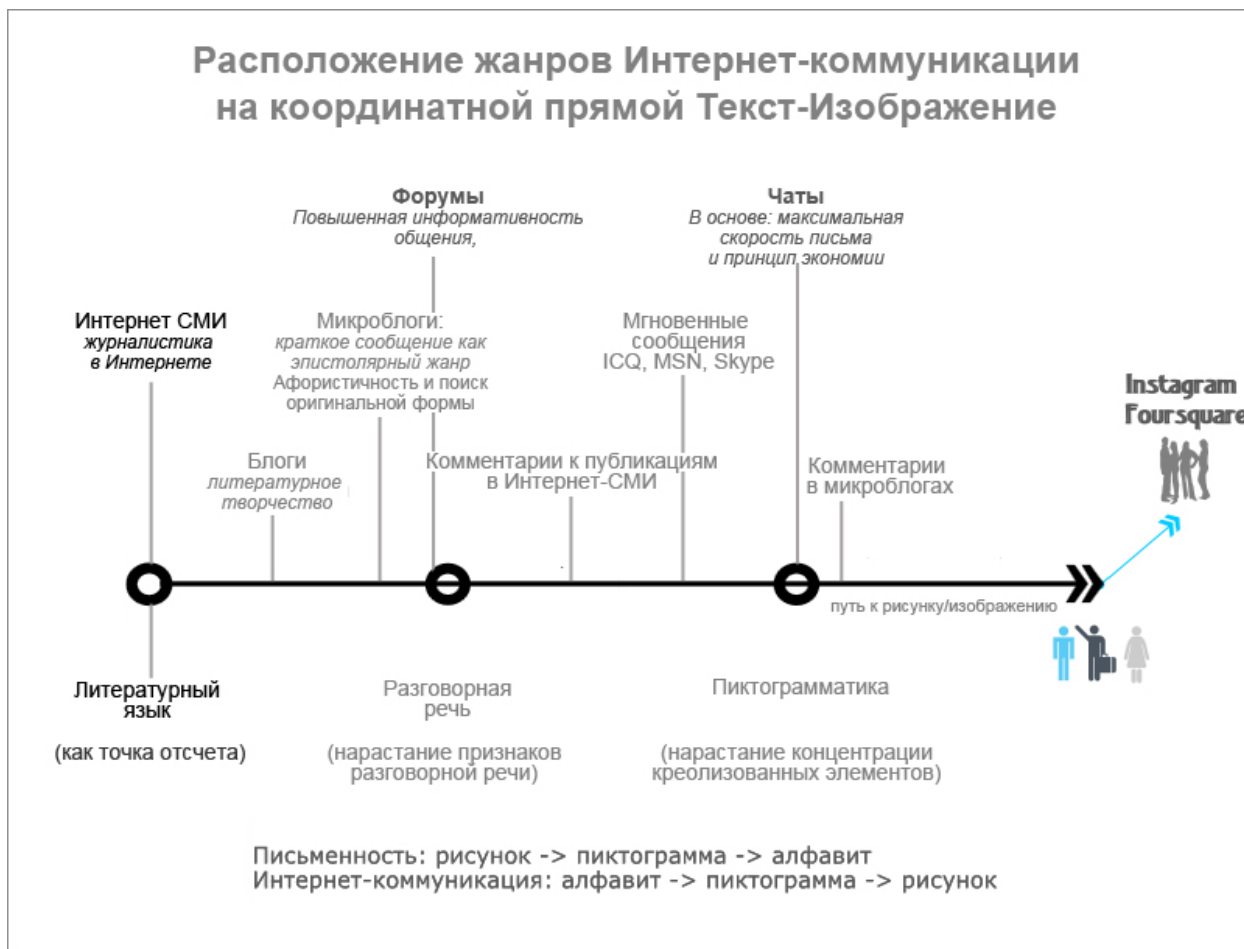 Расположение жанров Интернет-коммуникации
на координатной прямой Текст-Изображение
Форумы
Повышенная информативность
общения,
Чаты
В основе: максимальная
скорость письма
и принцип экономии
Интернет СМИ
журналистика
в Интернете
Микроблоги:
краткое сообщение как
эпистолярный жанр
Афористичность и поиск
оригинальной формы
Мгновенные
сообщения
ICQ, MSN, Skype
Instagram
Foursquare
Блоги
литературное
творчество
Комментарии к публикациям
в Интернет-СМИ
Комментарии
в микроблогах
путь к рисунку/изображению
Литературный
язык
(как точка отсчета)
Разговорная
речь
(нарастание признаков
разговорной речи)
Пиктограмматика
(нарастание концентрации
креолизованных элементов)
Письменность: рисунок -> пиктограмма -> алфавит
Интернет-коммуникация: алфавит -> пиктограмма -> рисунок